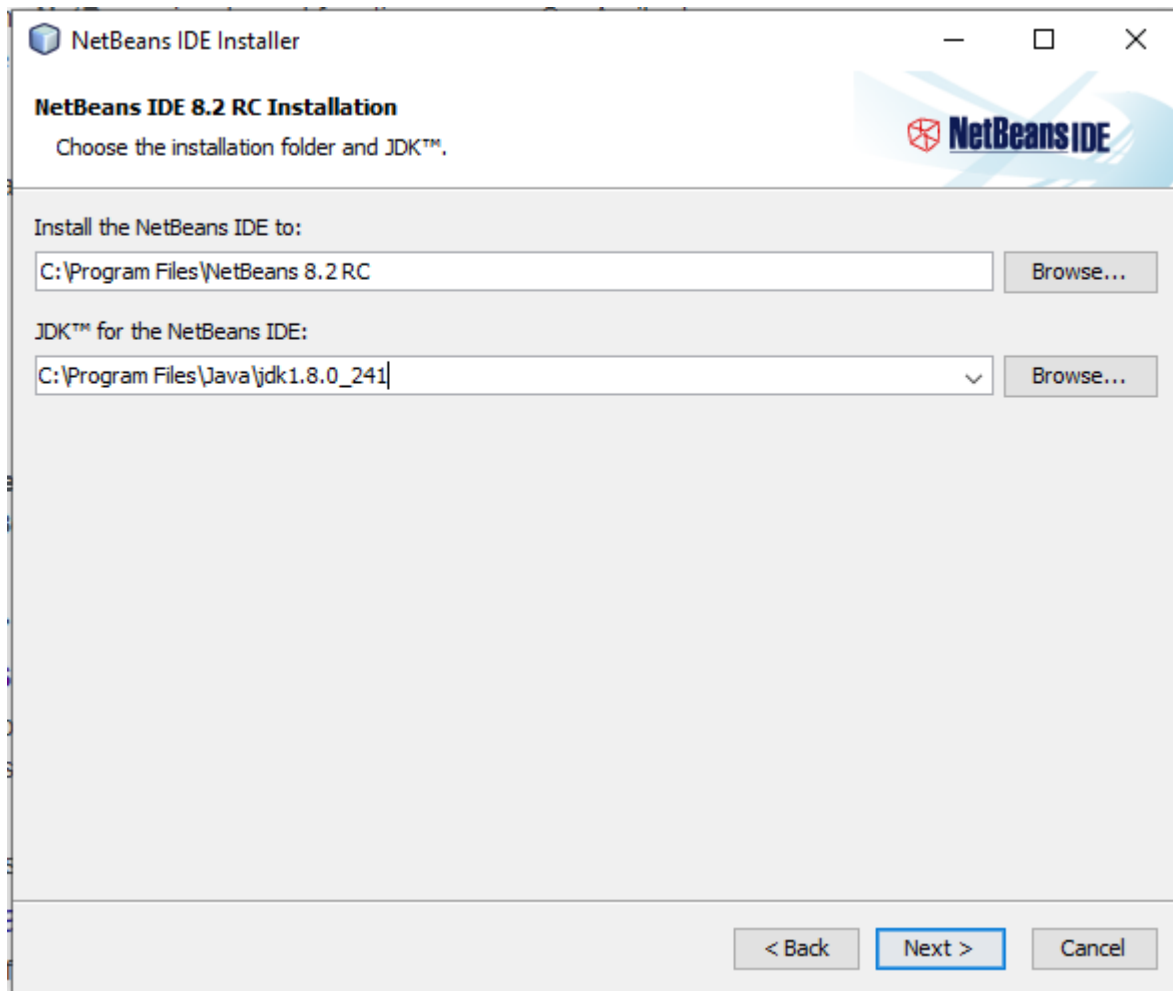 NetBeans IDE Installer
NetBeans IDE 8.2 RC Installation
Choose the installation folder and JDK™.
NetBeans IDE
Install the NetBeans IDE to:
C:\Program Files\NetBeans 8.2 RC
Browse...
JDK™ for the NetBeans IDE:
C:\Program Files\Java\jdk1.8.0_241
Browse...
< Back
Next >
Cancel